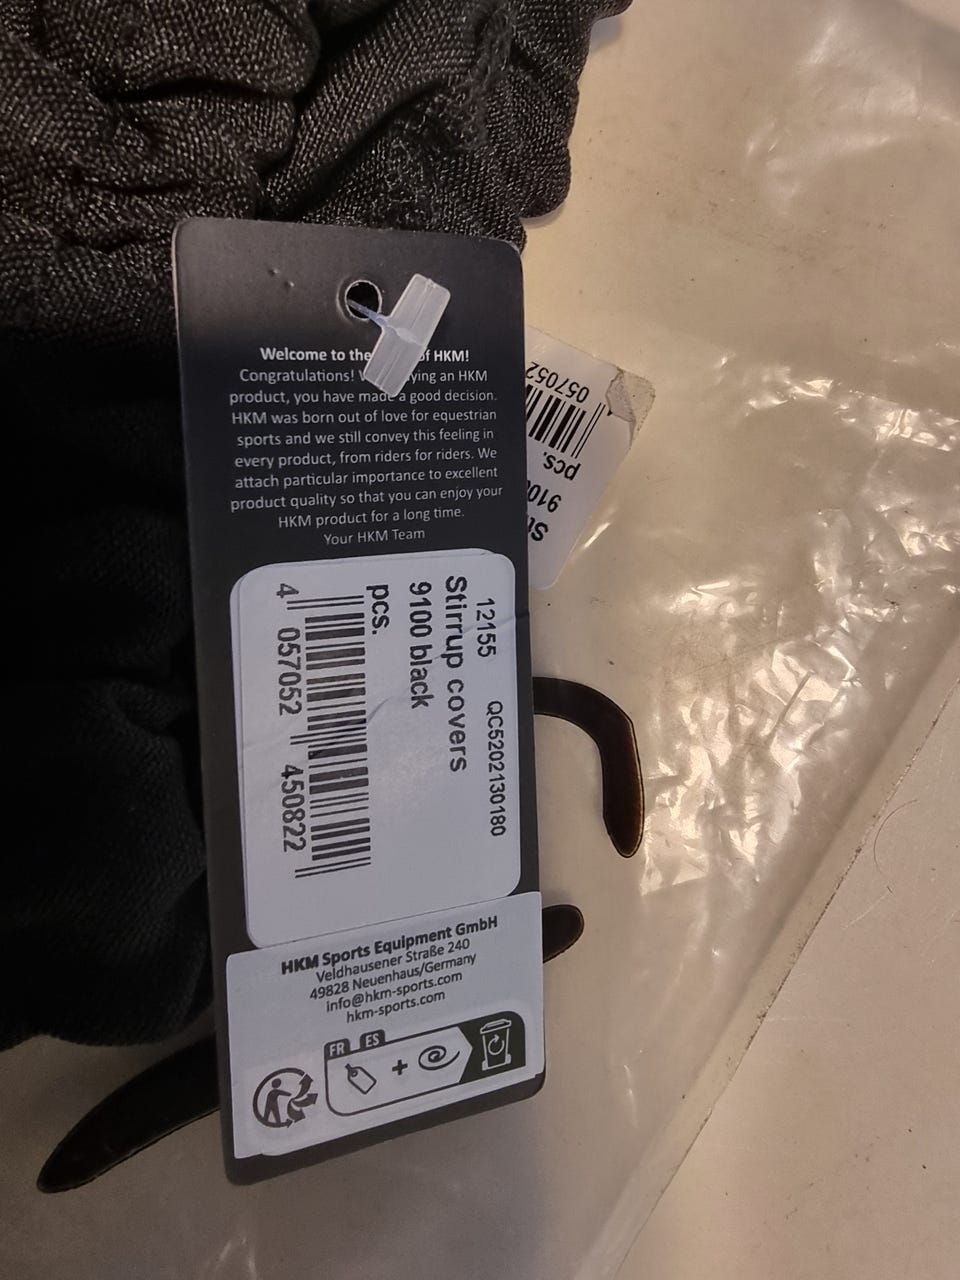 Welcome to the of HKM!
Congratulations! an HKM
product, you have made a good decision.
HKM was born out of love for equestrian
sports and we still convey this feeling in
every product, from riders for riders. We
attach particular importance to excellent
product quality so that you can enjoy your
HKM product for a long time.
Your HKM Team
12155 QC5202130180
Stirrup covers
9100 black
pcs.
4 057052 450822
HKM Sports Equipment GmbH
Veldhausener Straße 240
49828 Neuenhaus/Germany
info@hkm-sports.com
hkm-sports.com
FR ES
+
057052
pcs.